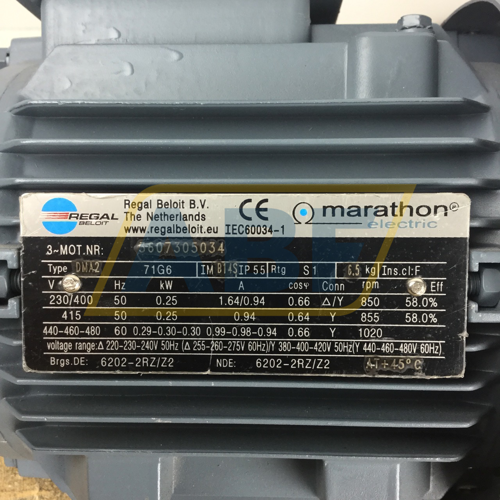 REGAL
BELOIT
Regal Beloit B.V.
The Netherlands
www.regalbeloit.eu IEC60034-1
CE
marathon
electric
3~MOT.NR: 3607305034
Type DMA2 71G6 IM B14S IP 55 Rtg S1 6.5 kg Ins.cl:F
V Hz kW A cosφ Conn rpm Eff
230/400 50 0.25 1.64/0.94 0.66 Δ/Y 850 58.0%
415 50 0.25 0.94 0.64 Y 855 58.0%
440-460-480 60 0.29-0.30-0.30 0,99-0.98-0.94 0.66 Y 1020
voltage range:Δ 220-230-240V 50Hz (Δ 255-260-275V 60Hz)/Y 380-400-420V 50Hz(Y 440-460-480V 60Hz)
Brgs.DE: 6202-2RZ/Z2 NDE: 6202-2RZ/Z2 AT+45°C